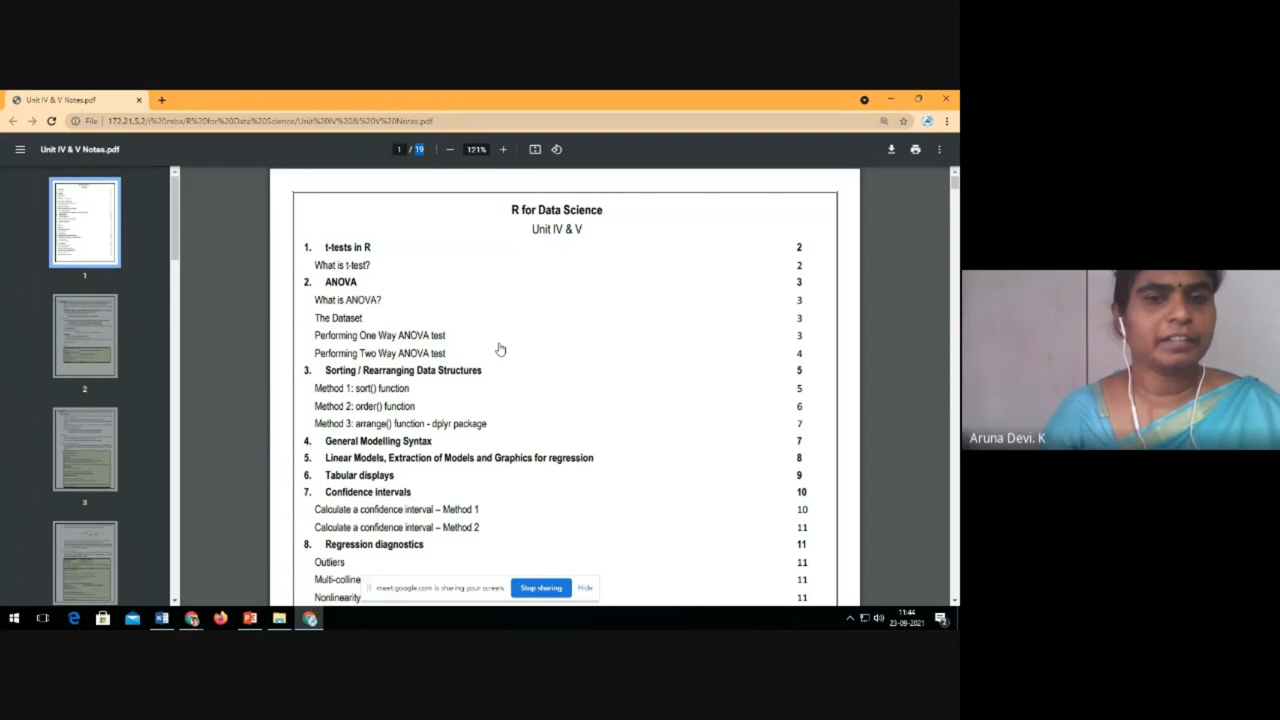 Unit IV & V Notes.pdf
File
172.21.5.2/i%20mba/R%20for%20Data%20Science/Unit%20IV%20&%20V%20Notes.pdf
Unit IV & V Notes.pdf
1 / 19
121%
R for Data Science
Unit IV & V
1. t-tests in R 2
What is t-test? 2
2. ANOVA 3
What is ANOVA? 3
The Dataset 3
Performing One Way ANOVA test 3
Performing Two Way ANOVA test 4
3. Sorting / Rearranging Data Structures 5
Method 1: sort() function 5
Method 2: order() function 6
Method 3: arrange() function - dplyr package 7
4. General Modelling Syntax 7
5. Linear Models, Extraction of Models and Graphics for regression 8
6. Tabular displays 9
7. Confidence intervals 10
Calculate a confidence interval – Method 1 10
Calculate a confidence interval – Method 2 11
8. Regression diagnostics 11
Outliers 11
Multi-colline 11
Nonlinearity 11
1
2
3
meet.google.com is sharing your screen.
Stop sharing
Hide
11:44
23-09-2021
2
Aruna Devi. K